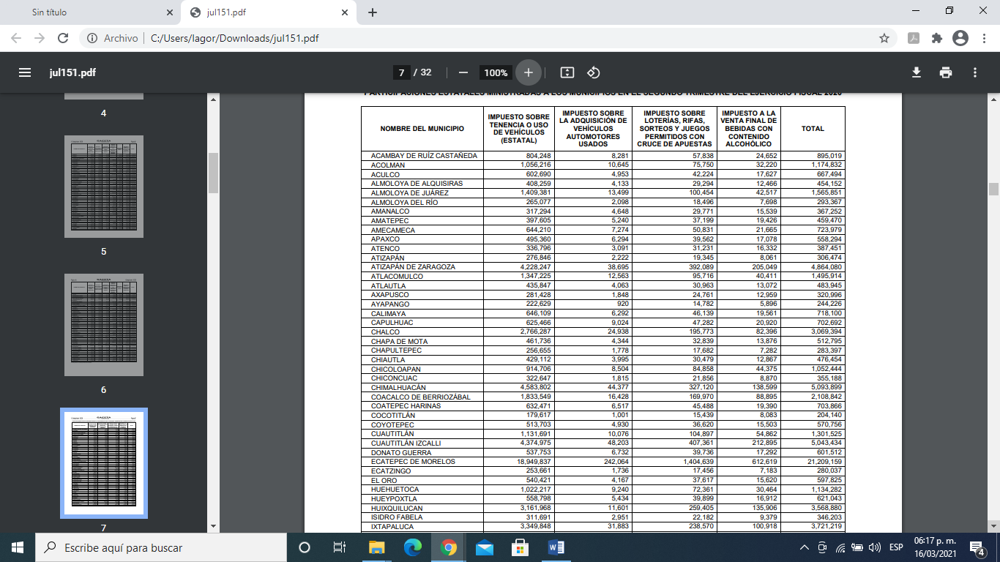 Sin título
jul151.pdf
Archivo C:/Users/lagor/Downloads/jul151.pdf
jul151.pdf
7 / 32
100%
4
5
6
7
PARTICIPACIONES ESTATALES MINISTRADAS A LOS MUNICIPIOS EN EL SEGUNDO TRIMESTRE DEL EJERCICIO FISCAL 2020
NOMBRE DEL MUNICIPIO
IMPUESTO SOBRE
TENENCIA O USO
DE VEHÍCULOS
(ESTATAL)
IMPUESTO SOBRE
LA ADQUISICIÓN DE
VEHÍCULOS
AUTOMOTORES
USADOS
IMPUESTO SOBRE
LOTERÍAS, RIFAS,
SORTEOS Y JUEGOS
PERMITIDOS CON
CRUCE DE APUESTAS
IMPUESTO A LA
VENTA FINAL DE
BEBIDAS CON
CONTENIDO
ALCOHÓLICO
TOTAL
ACAMBAY DE RUÍZ CASTAÑEDA 804,248 8,281 57,838 24,652 895,019
ACOLMAN 1,056,216 10,645 75,750 32,220 1,174,832
ACULCO 602,690 4,953 42,224 17,627 667,494
ALMOLOYA DE ALQUISIRAS 408,259 4,133 29,294 12,466 454,152
ALMOLOYA DE JUÁREZ 1,409,381 13,499 100,454 42,517 1,565,851
ALMOLOYA DEL RÍO 265,077 2,098 18,496 7,698 293,367
AMANALCO 317,294 4,648 29,771 15,539 367,252
AMATEPEC 397,605 5,240 37,199 19,426 459,470
AMECAMECA 644,210 7,274 50,831 21,665 723,979
APAXCO 495,360 6,294 39,562 17,078 558,294
ATENCO 336,796 3,091 31,231 16,332 387,451
ATIZAPÁN 276,846 2,222 19,345 8,061 306,474
ATIZAPÁN DE ZARAGOZA 4,228,247 38,695 392,089 205,049 4,864,080
ATLACOMULCO 1,347,225 12,563 95,716 40,411 1,495,914
ATLAUTLA 435,847 4,063 30,963 13,072 483,945
AXAPUSCO 281,428 1,848 24,761 12,959 320,996
AYAPANGO 222,629 920 14,782 5,896 244,226
CALIMAYA 646,109 6,292 46,139 19,561 718,100
CAPULHUAC 625,466 9,024 47,282 20,920 702,692
CHALCO 2,766,287 24,938 195,773 82,396 3,069,394
CHAPA DE MOTA 461,736 4,344 32,839 13,876 512,795
CHAPULTEPEC 256,655 1,778 17,682 7,282 283,397
CHIAUTLA 429,112 3,995 30,479 12,867 476,454
CHICOLOAPAN 914,706 8,504 84,858 44,375 1,052,444
CHICONCUAC 322,647 1,815 21,856 8,870 355,188
CHIMALHUACÁN 4,583,802 44,377 327,120 138,599 5,093,899
COACALCO DE BERRIOZÁBAL 1,833,549 16,428 169,970 88,895 2,108,842
COATEPEC HARINAS 632,471 6,517 45,488 19,390 703,866
COCOTITLÁN 179,617 1,001 15,439 8,083 204,140
COYOTEPEC 513,703 4,930 36,620 15,503 570,756
CUAUTITLÁN 1,131,691 10,076 104,897 54,862 1,301,525
CUAUTITLÁN IZCALLI 4,374,975 48,203 407,361 212,895 5,043,434
DONATO GUERRA 537,753 6,732 39,736 17,292 601,512
ECATEPEC DE MORELOS 18,949,837 242,064 1,404,639 612,619 21,209,159
ECATZINGO 253,661 1,736 17,456 7,183 280,037
EL ORO 540,421 4,167 37,617 15,620 597,825
HUEHUETOCA 1,022,217 9,240 72,361 30,464 1,134,282
HUEYPOXTLA 558,798 5,434 39,899 16,912 621,043
HUIXQUILUCAN 3,161,968 11,601 259,405 135,906 3,568,880
ISIDRO FABELA 311,691 2,951 22,182 9,379 346,203
IXTAPALUCA 3,349,848 31,883 238,570 100,918 3,721,219
Escribe aquí para buscar
ESP
06:17 p. m.
16/03/2021
4